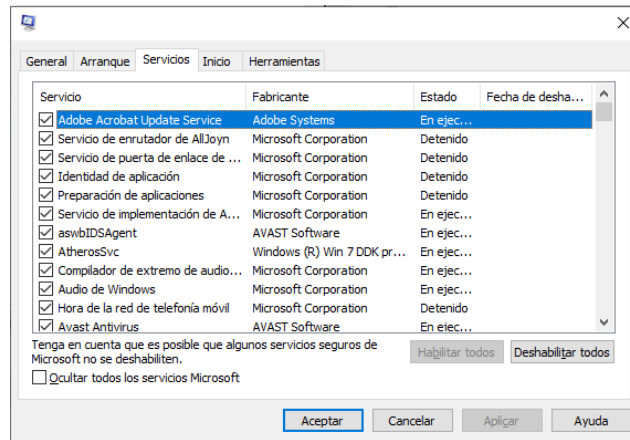 General Arranque Servicios Inicio Herramientas
Servicio Fabricante Estado Fecha de desha...
Adobe Acrobat Update Service Adobe Systems En ejec...
Servicio de enrutador de AllJoyn Microsoft Corporation Detenido
Servicio de puerta de enlace de ... Microsoft Corporation Detenido
Identidad de aplicación Microsoft Corporation Detenido
Preparación de aplicaciones Microsoft Corporation Detenido
Servicio de implementación de A... Microsoft Corporation En ejec...
aswbIDSAgent AVAST Software En ejec...
AtherosSvc Windows (R) Win 7 DDK pr... En ejec...
Compilador de extremo de audio... Microsoft Corporation En ejec...
Audio de Windows Microsoft Corporation En ejec...
Hora de la red de telefonía móvil Microsoft Corporation Detenido
Avast Antivirus AVAST Software En ejec...
Tenga en cuenta que es posible que algunos servicios seguros de
Microsoft no se deshabiliten.
Habilitar todos Deshabilitar todos
Ocultar todos los servicios Microsoft
Aceptar Cancelar Aplicar Ayuda